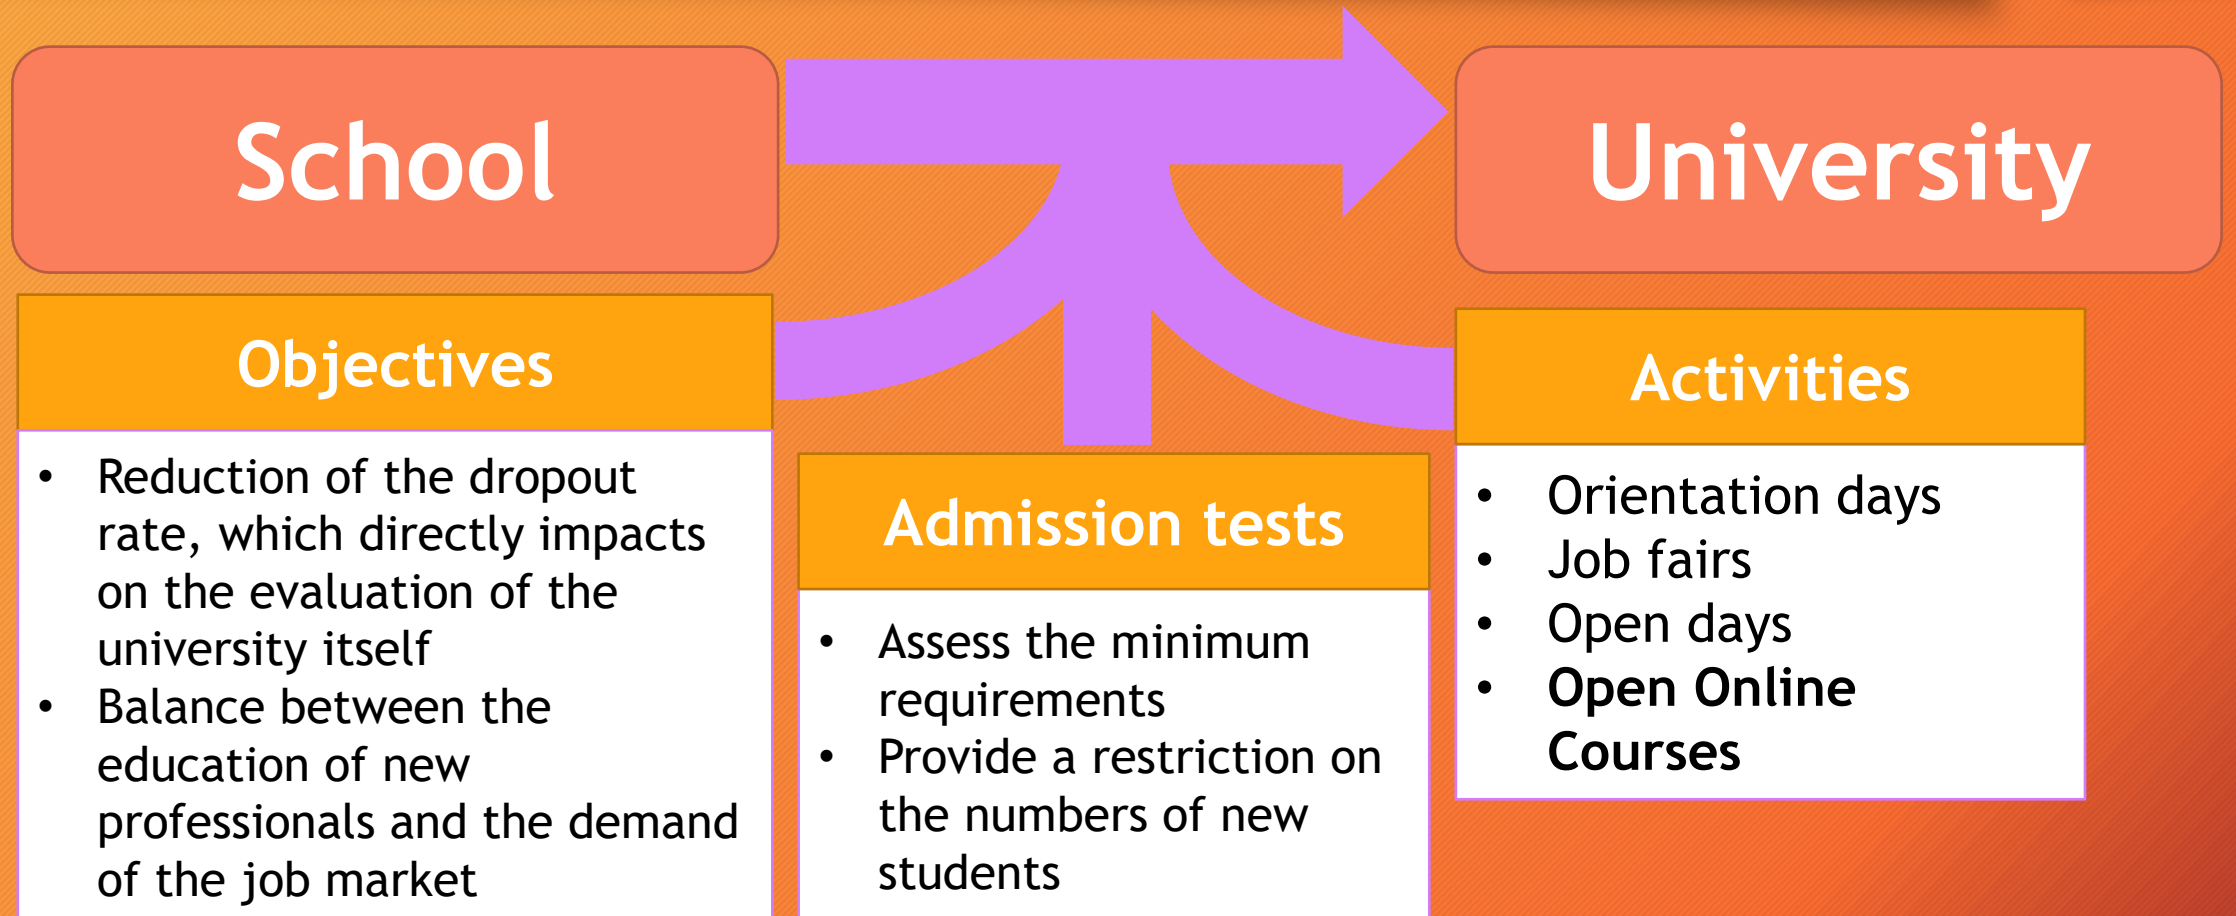 School
University
Objectives
• Reduction of the dropout
rate, which directly impacts
on the evaluation of the
university itself
• Balance between the
education of new
professionals and the demand
of the job market
Admission tests
• Assess the minimum
requirements
• Provide a restriction on
the numbers of new
students
Activities
• Orientation days
• Job fairs
• Open days
• Open Online
Courses